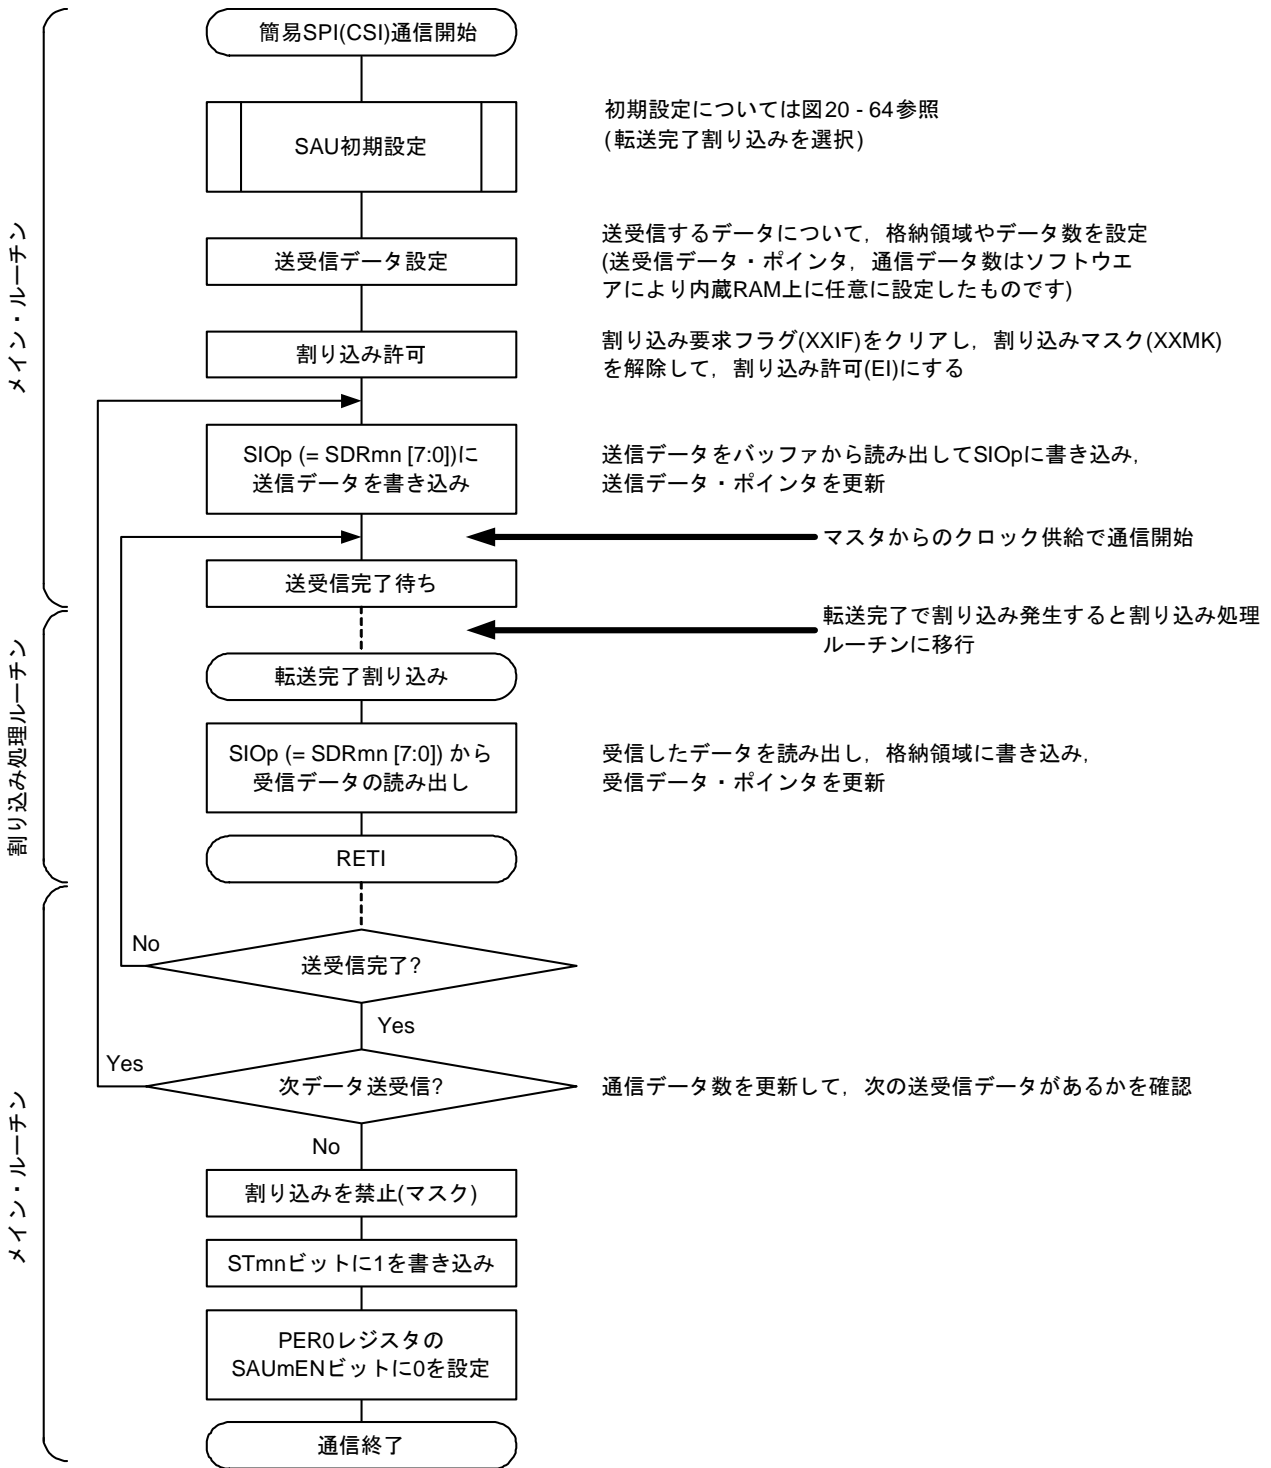 簡易SPI(CSI)通信開始
SAU初期設定
初期設定については図20 - 64参照
(転送完了割り込みを選択)
送受信データ設定
送受信するデータについて，格納領域やデータ数を設定
(送受信データ・ポインタ，通信データ数はソフトウエ
アにより内蔵RAM上に任意に設定したものです)
割り込み許可
割り込み要求フラグ(XXIF)をクリアし，割り込みマスク(XXMK)
を解除して，割り込み許可(EI)にする
メイン・ルーチン
SIOp (= SDRmn [7:0])に
送信データを書き込み
送信データをバッファから読み出してSIOpに書き込み，
送信データ・ポインタを更新
マスタからのクロック供給で通信開始
送受信完了待ち
転送完了で割り込み発生すると割り込み処理
ルーチンに移行
転送完了割り込み
割り込み処理ルーチン
SIOp (= SDRmn [7:0]) から
受信データの読み出し
受信したデータを読み出し，格納領域に書き込み，
受信データ・ポインタを更新
RETI
No
送受信完了?
Yes
Yes
次データ送受信?
通信データ数を更新して，次の送受信データがあるかを確認
No
メイン・ルーチン
割り込みを禁止(マスク)
STmnビットに1を書き込み
PER0レジスタの
SAUmENビットに0を設定
通信終了